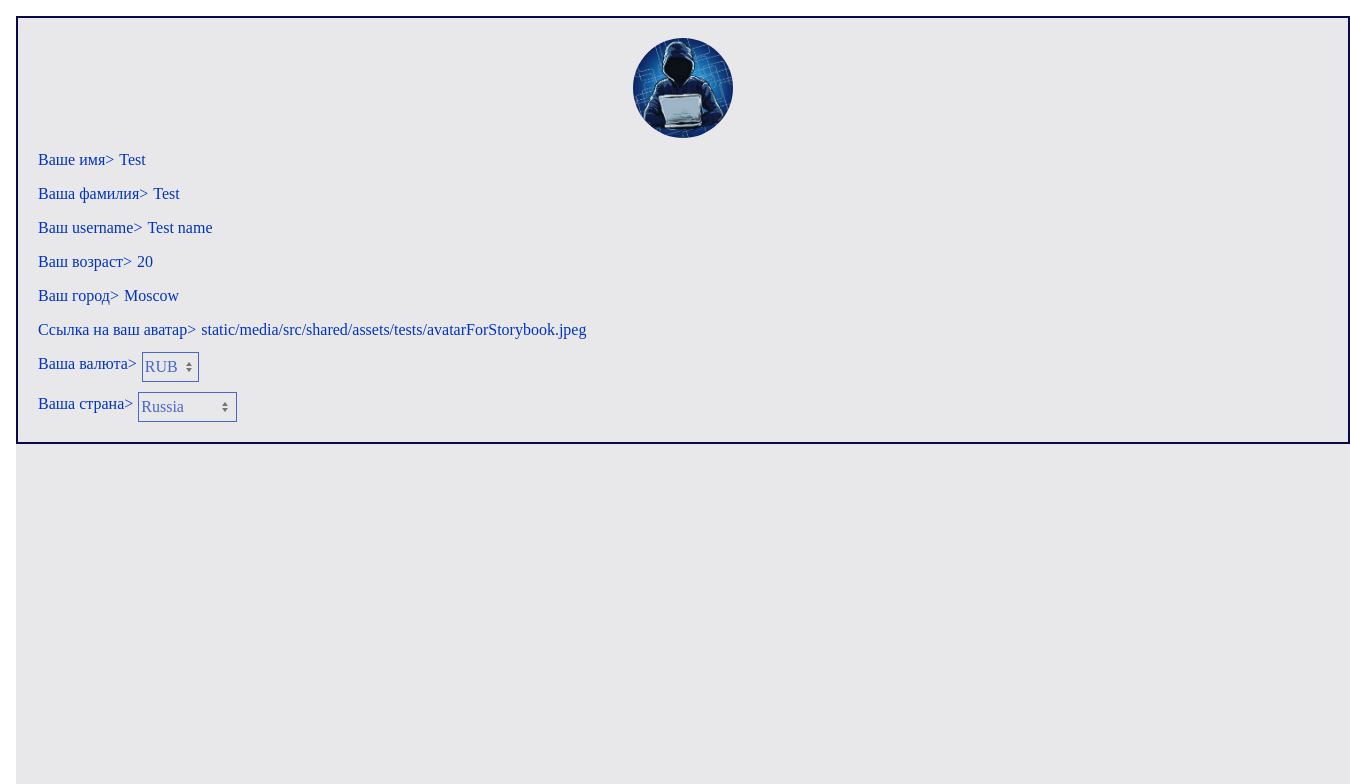 Ваше имя> Test
Ваша фамилия> Test
Ваш username> Test name
Ваш возраст> 20
Ваш город> Moscow
Ссылка на ваш аватар> static/media/src/shared/assets/tests/avatarForStorybook.jpeg
Ваша валюта> RUB
Ваша страна> Russia